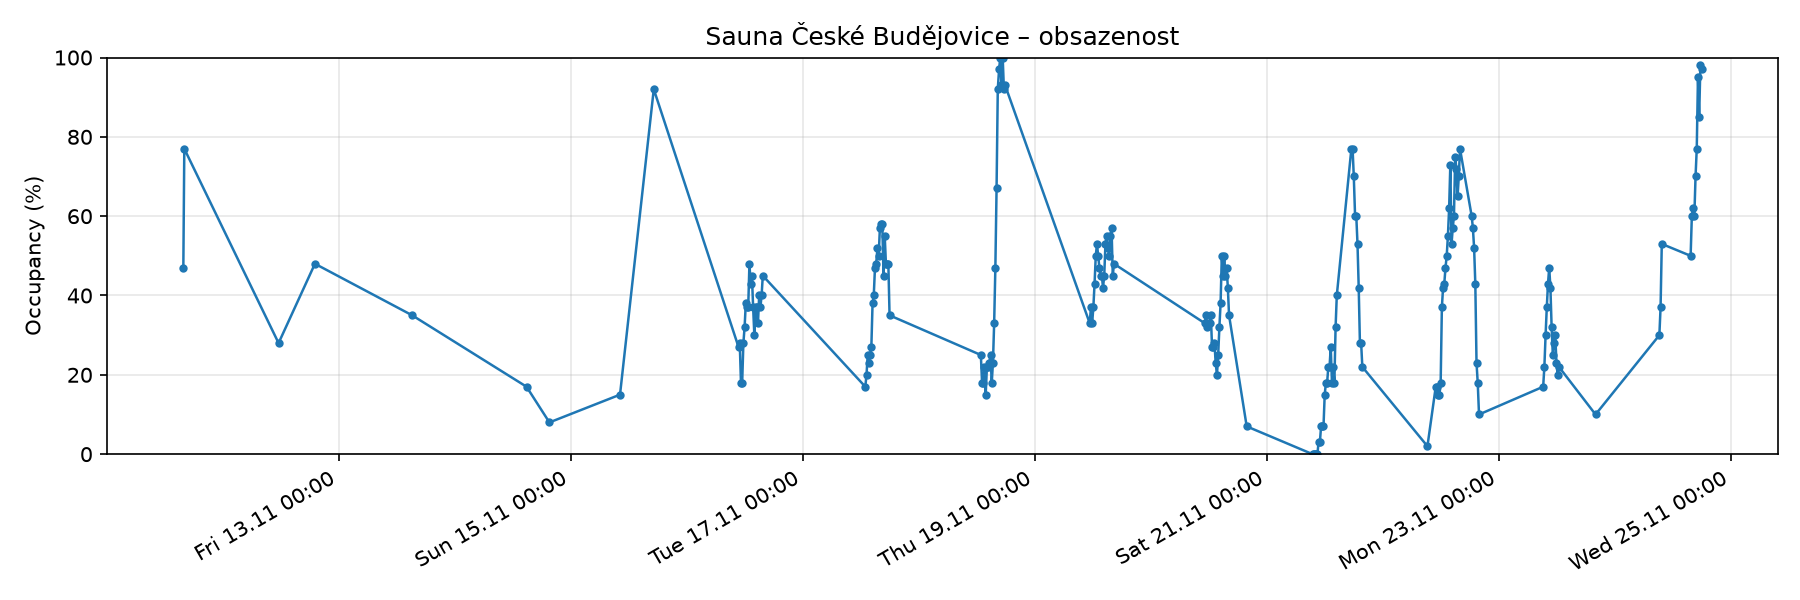 Sauna České Budějovice – obsazenost
Occupancy (%)
100
80
60
40
20
0
Fri 13.11 00:00
Sun 15.11 00:00
Tue 17.11 00:00
Thu 19.11 00:00
Sat 21.11 00:00
Mon 23.11 00:00
Wed 25.11 00:00